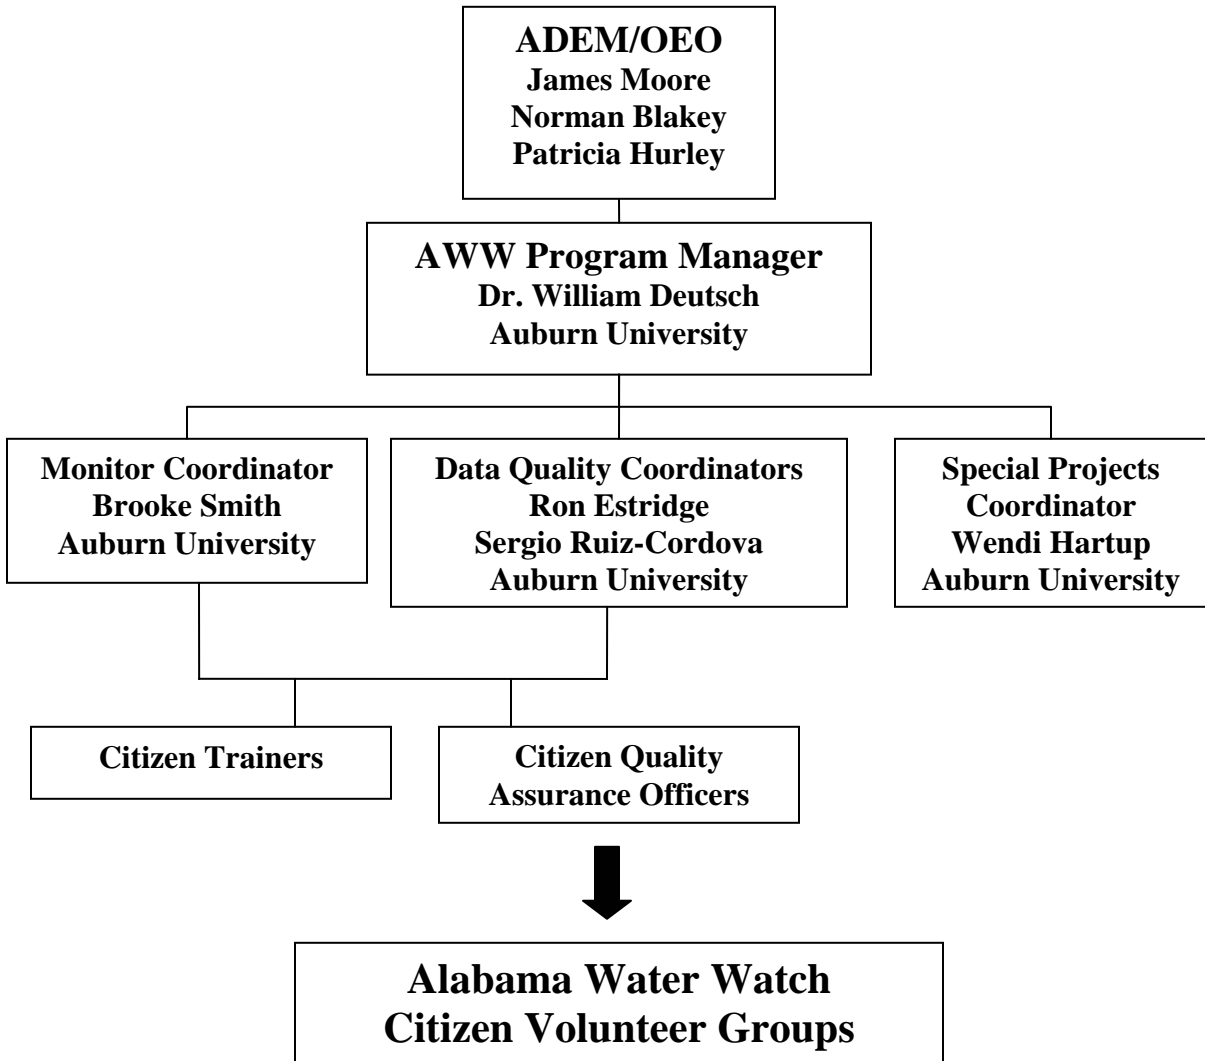 ADEM/OEO
James Moore
Norman Blakey
Patricia Hurley
AWW Program Manager
Dr. William Deutsch
Auburn University
Monitor Coordinator
Brooke Smith
Auburn University
Data Quality Coordinators
Ron Estridge
Sergio Ruiz-Cordova
Auburn University
Special Projects
Coordinator
Wendi Hartup
Auburn University
Citizen Trainers
Citizen Quality
Assurance Officers
Alabama Water Watch
Citizen Volunteer Groups